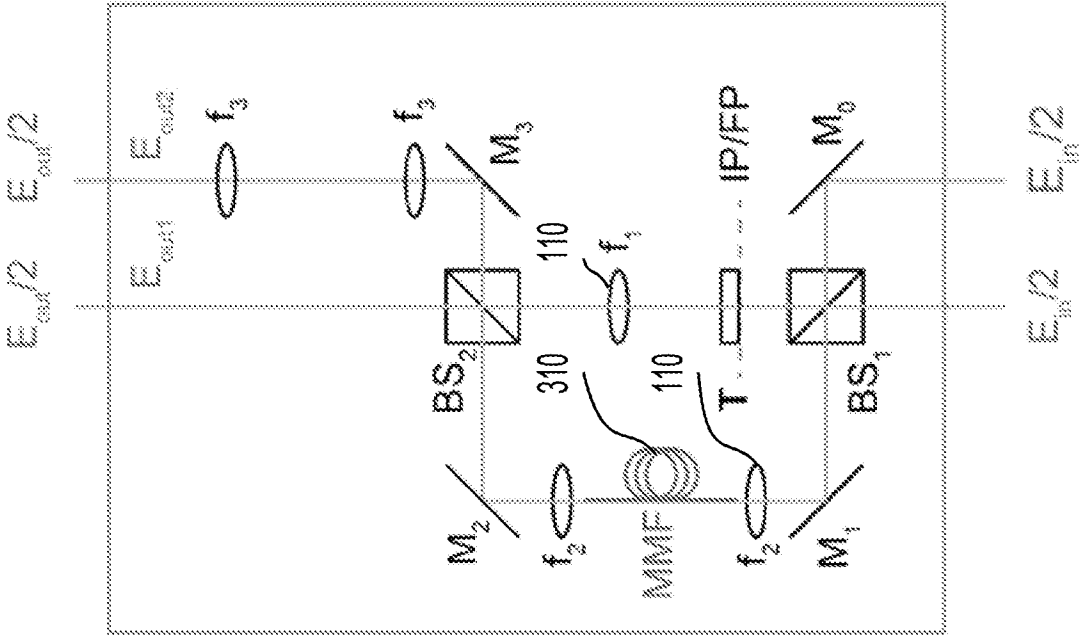 E_out/2
E_out/2
E_out1
E_out2
f_3
f_3
M_3
BS_2
110
f_1
M_2
f_2
310
110
MMF
T
IP/FP
f_2
M_1
BS_1
M_0
E_in/2
E_in/2